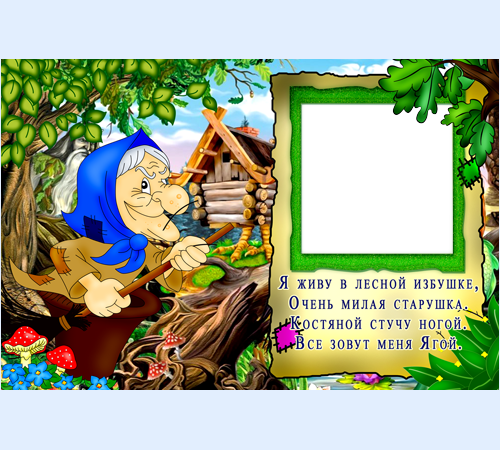 Я живу в лесной избушке,
Очень милая старушка.
Костяной стучу ногой.
Все зовут меня Ягой.